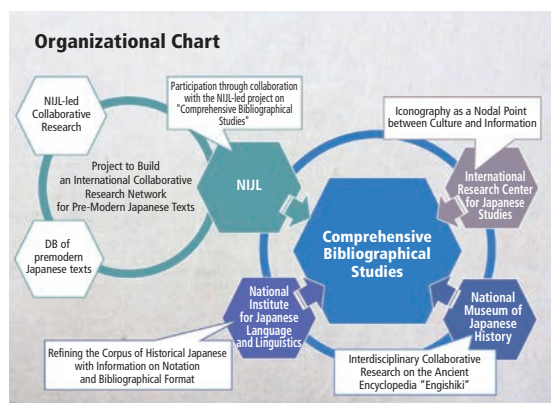 Organizational Chart
NIJL-led
Collaborative
Research
Participation through collaboration
with the NIJL-led project on
"Comprehensive Bibliographical
Studies"
Project to Build
an International Collaborative
Research Network
for Pre-Modern Japanese Texts
NIJL
DB of
premodern
Japanese texts
Iconography as a Nodal Point
between Culture and Information
International
Research Center
for Japanese
Studies
Comprehensive
Bibliographical
Studies
National
Institute
for Japanese
Language
and Linguistics
National
Museum of
Japanese
History
Refining the Corpus of Historical Japanese
with Information on Notation
and Bibliographical Format
Interdisciplinary Collaborative
Research on the Ancient
Encyclopedia "Engishiki"